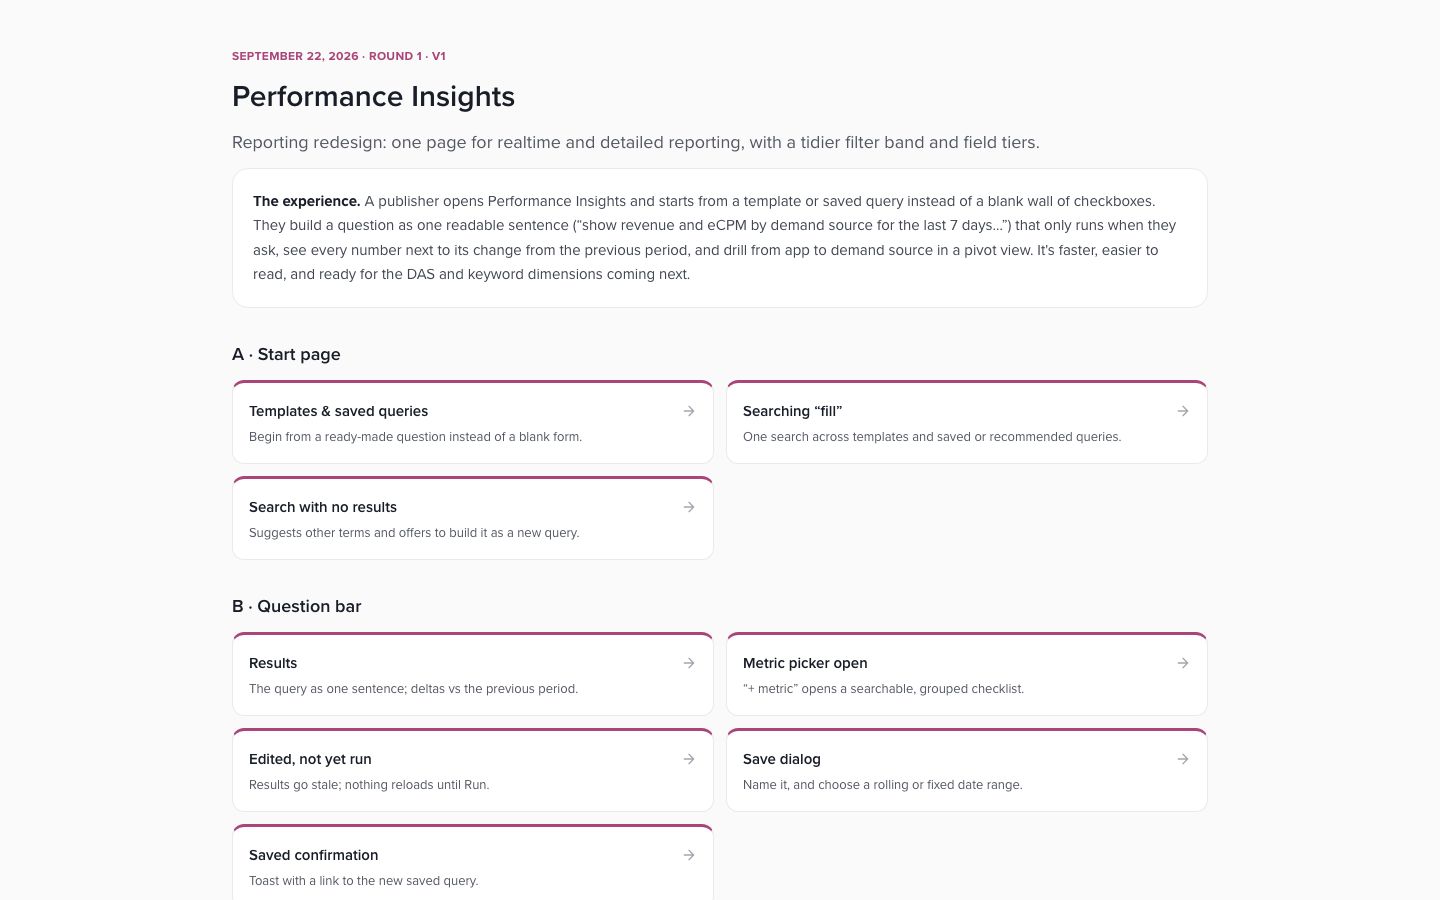 SEPTEMBER 22, 2026 · ROUND 1 · V1
Performance Insights
Reporting redesign: one page for realtime and detailed reporting, with a tidier filter band and field tiers.
The experience. A publisher opens Performance Insights and starts from a template or saved query instead of a blank wall of checkboxes.
They build a question as one readable sentence (“show revenue and eCPM by demand source for the last 7 days…”) that only runs when they
ask, see every number next to its change from the previous period, and drill from app to demand source in a pivot view. It’s faster, easier to
read, and ready for the DAS and keyword dimensions coming next.
A · Start page
Templates & saved queries
Begin from a ready-made question instead of a blank form.
Searching “fill”
One search across templates and saved or recommended queries.
Search with no results
Suggests other terms and offers to build it as a new query.
B · Question bar
Results
The query as one sentence; deltas vs the previous period.
Metric picker open
“+ metric” opens a searchable, grouped checklist.
Edited, not yet run
Results go stale; nothing reloads until Run.
Save dialog
Name it, and choose a rolling or fixed date range.
Saved confirmation
Toast with a link to the new saved query.